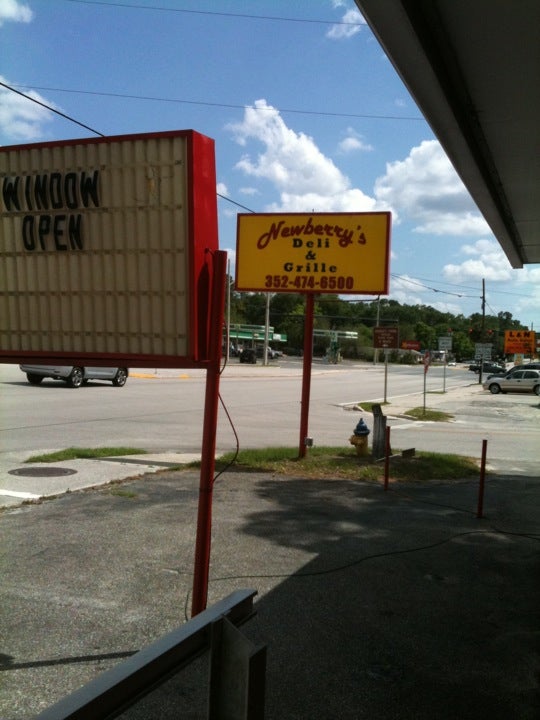 WINDOW
OPEN
Newberry's
Deli
&
Grille
352-474-6500
L & M